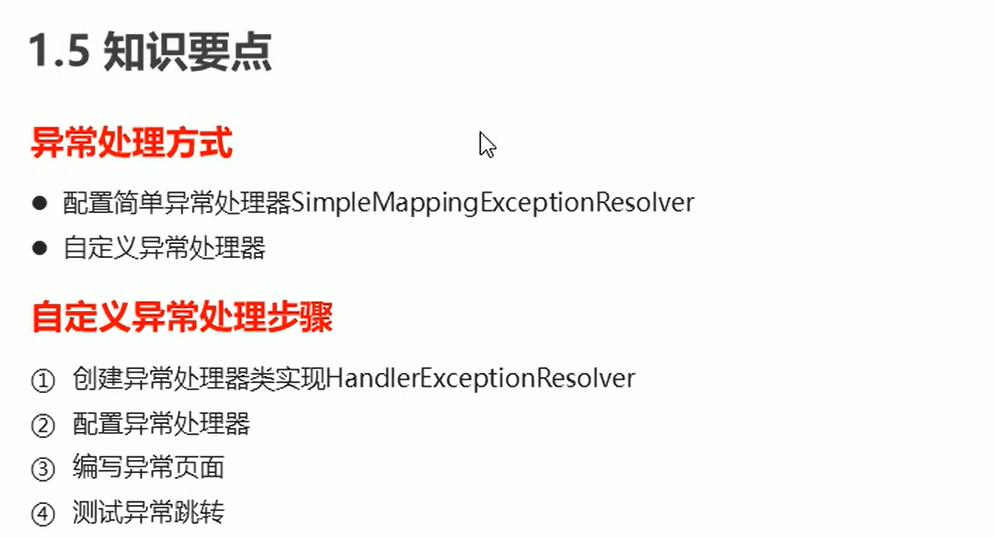 1.5 知识要点
异常处理方式
● 配置简单异常处理器SimpleMappingExceptionResolver
● 自定义异常处理器
自定义异常处理步骤
① 创建异常处理器类实现HandlerExceptionResolver
② 配置异常处理器
③ 编写异常页面
④ 测试异常跳转